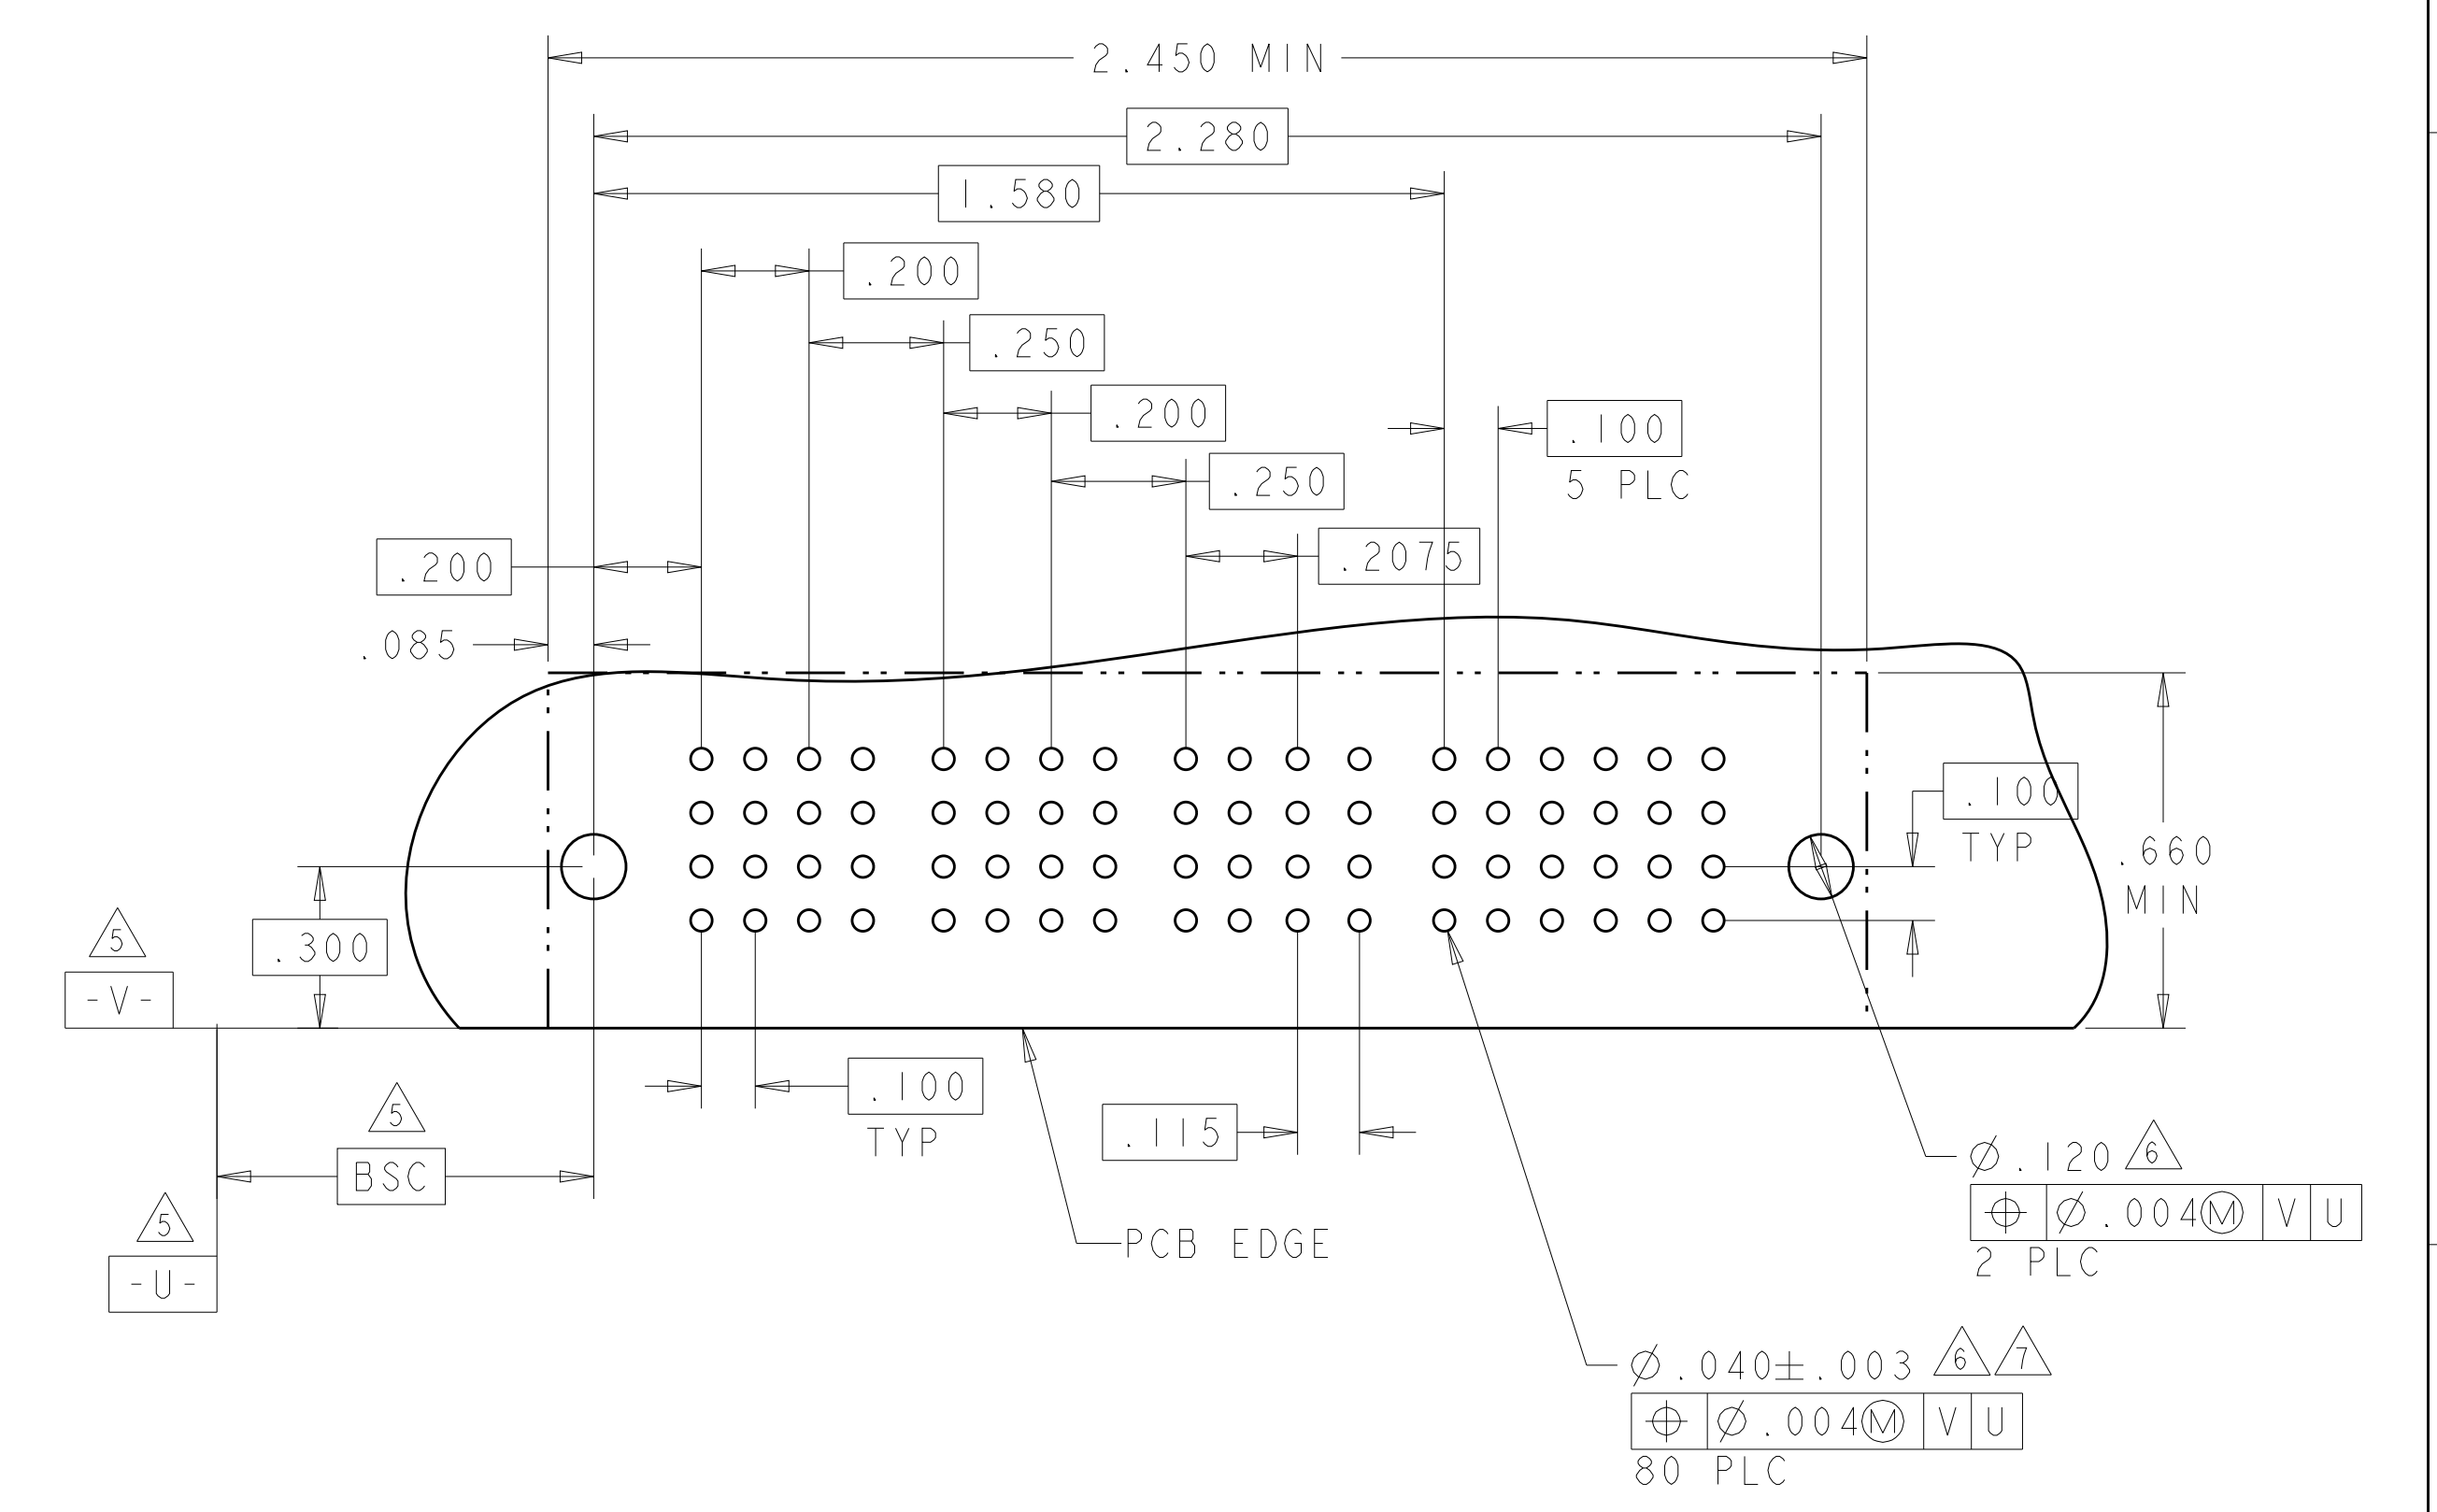 2.450 MIN
2.280
1.580
.200
.250
.200
.100
5 PLC
.250
.2075
.200
.085
.100
TYP
.660
MIN
5
-V-
.300
.100
TYP
5
BSC
.115
5
-U-
PCB EDGE
Ø.120 6
⌖ Ø.004Ⓜ V U
2 PLC
Ø.040±.003 6 7
⌖ Ø.004Ⓜ V U
80 PLC